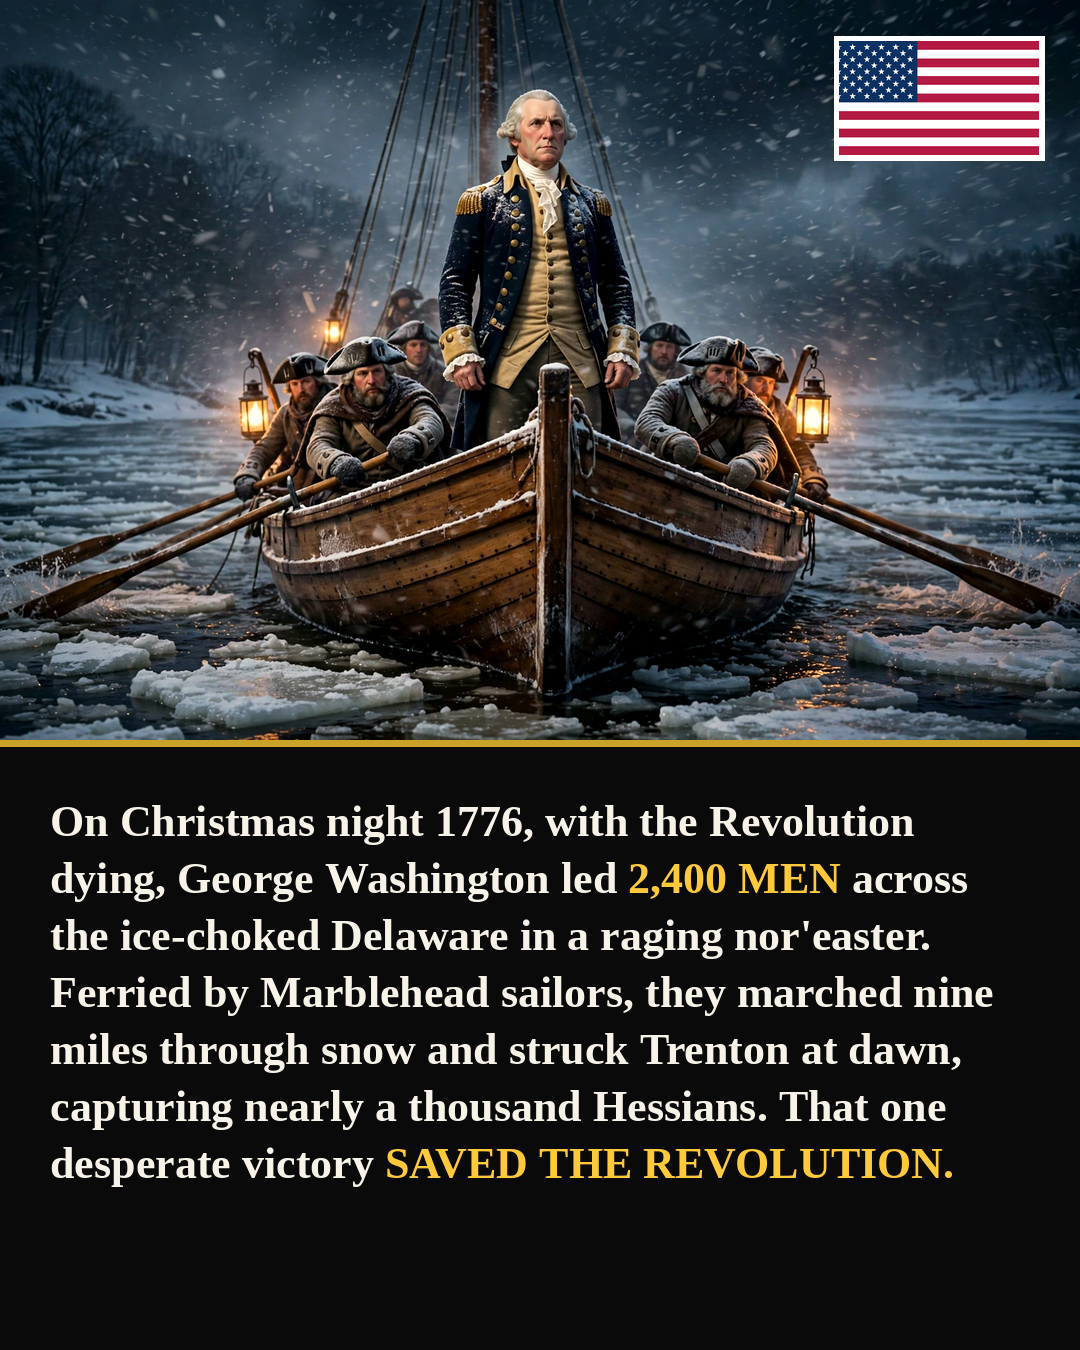 On Christmas night 1776, with the Revolution
dying, George Washington led 2,400 MEN across
the ice-choked Delaware in a raging nor'easter.
Ferried by Marblehead sailors, they marched nine
miles through snow and struck Trenton at dawn,
capturing nearly a thousand Hessians. That one
desperate victory SAVED THE REVOLUTION.